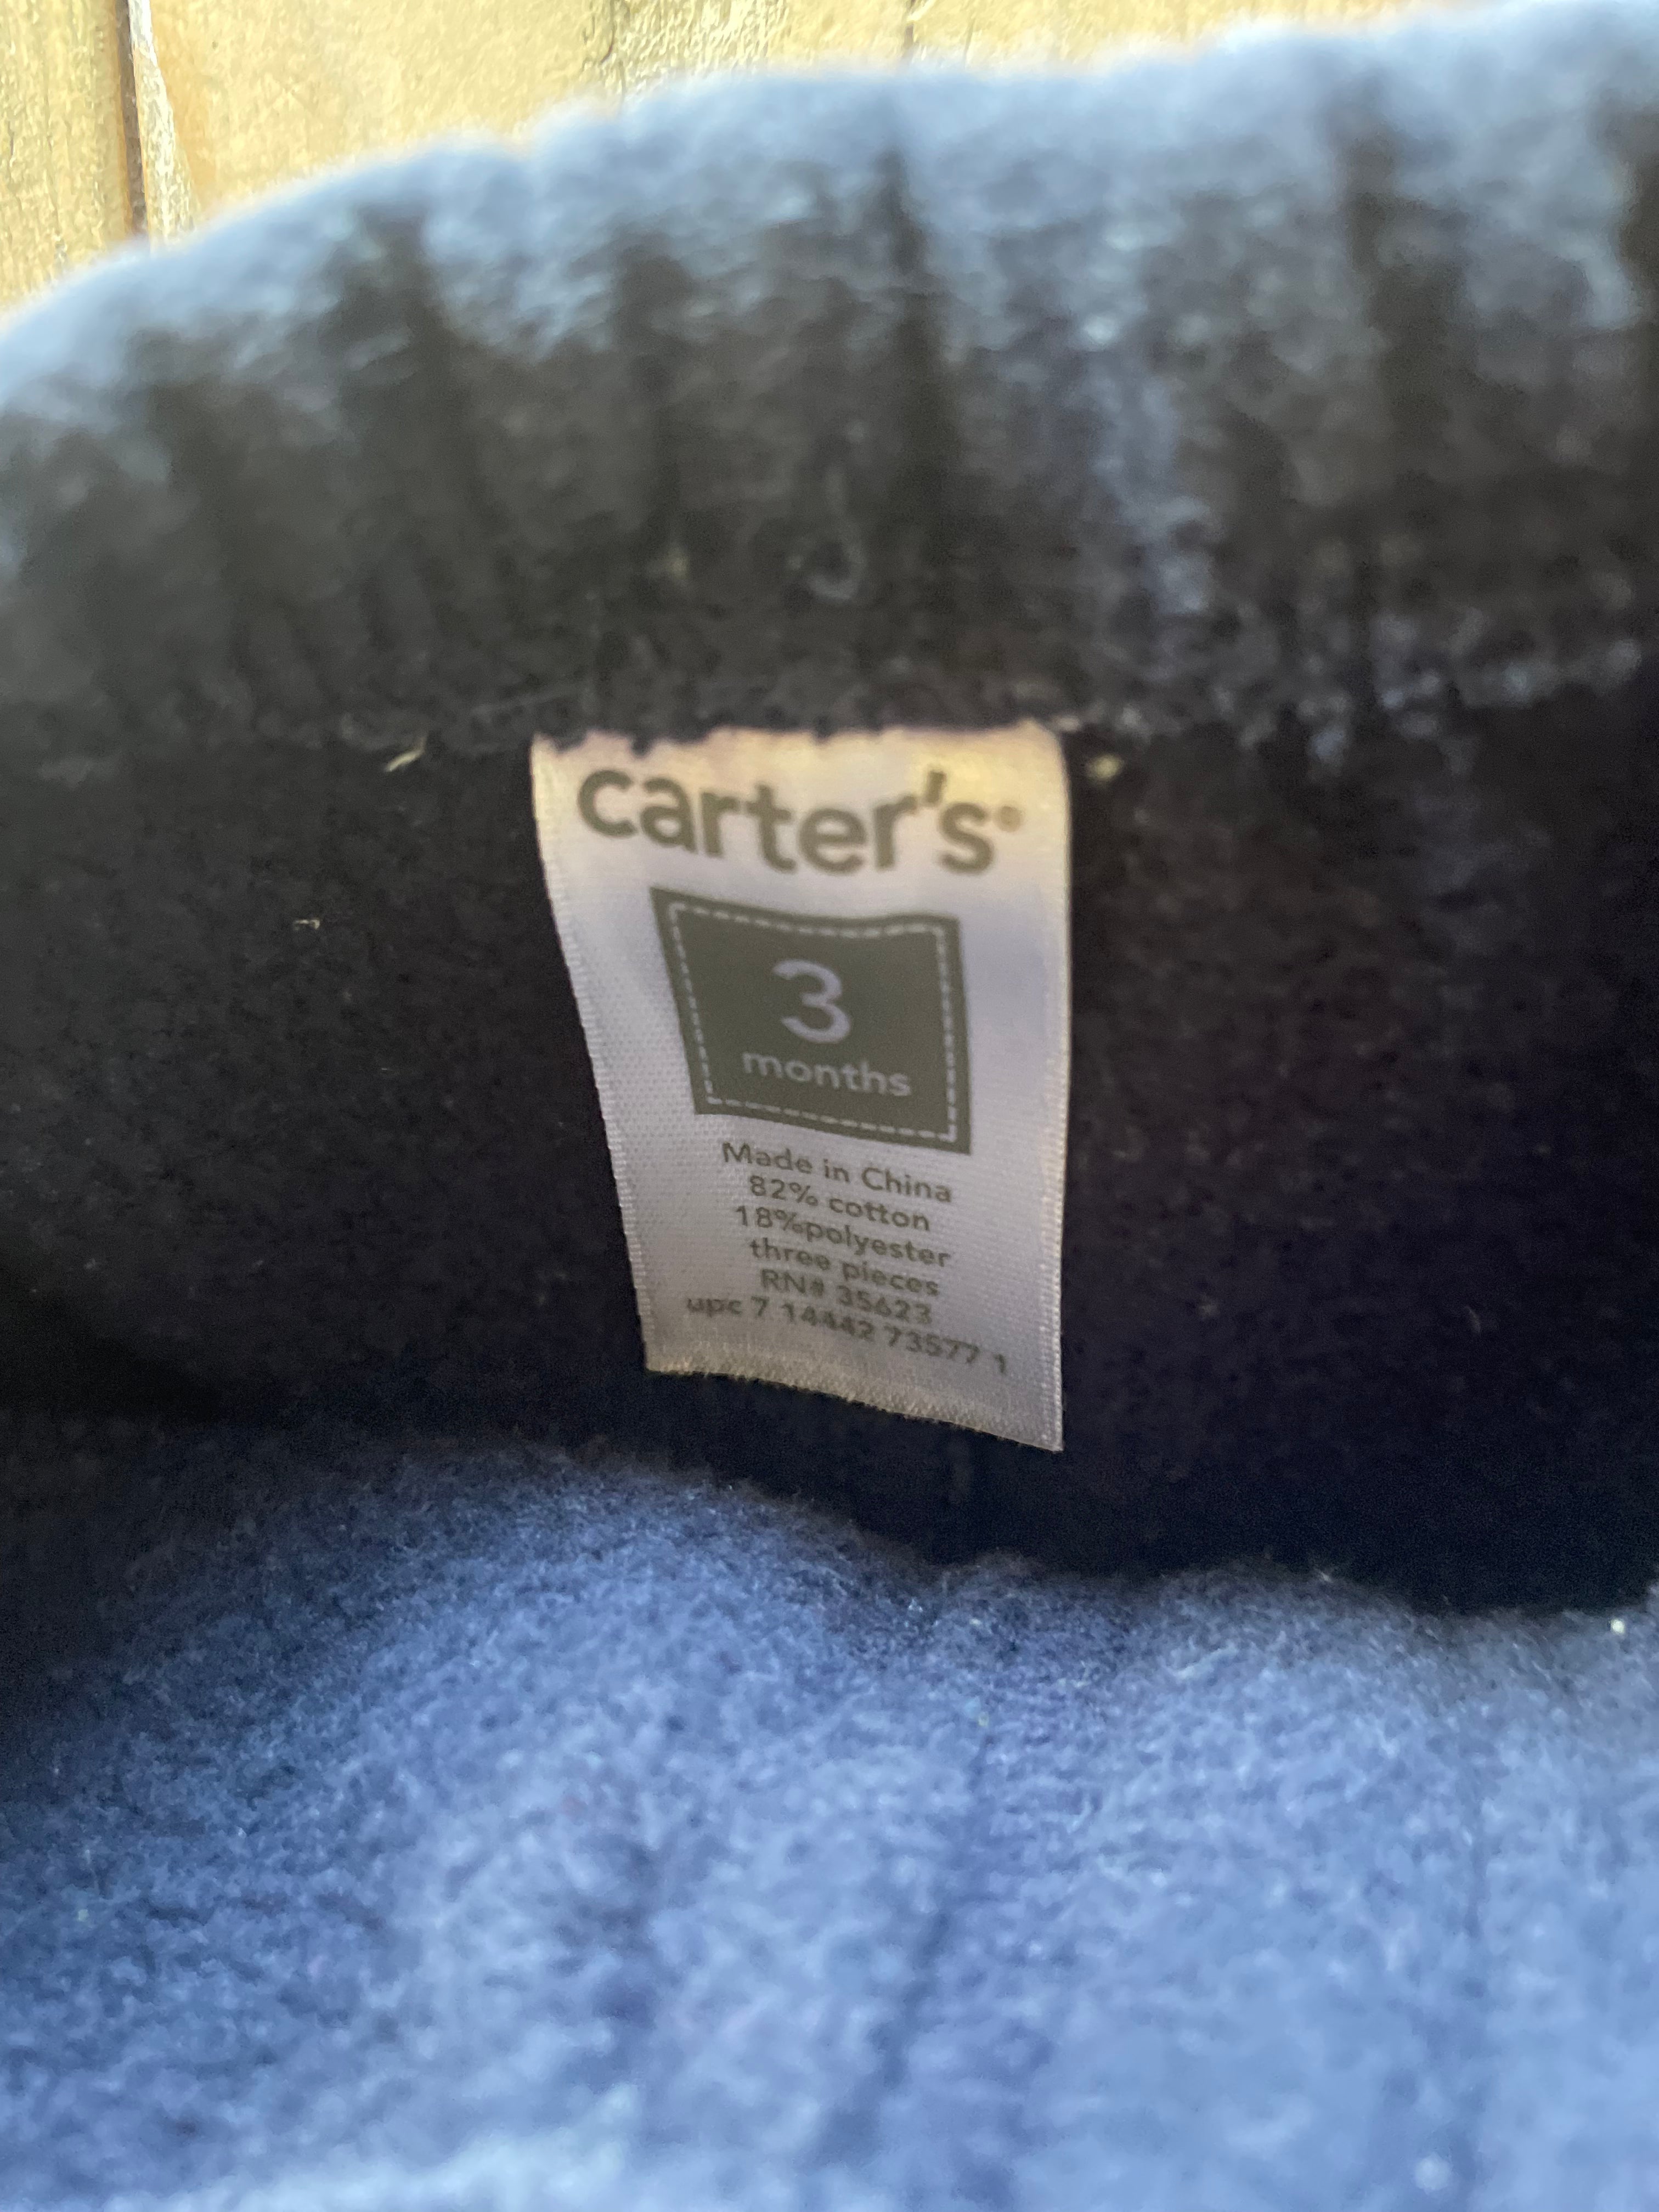 carter's®
3
months
Made in China
82% cotton
18%polyester
three pieces
RN# 35623
upc 7 14442 73577 1